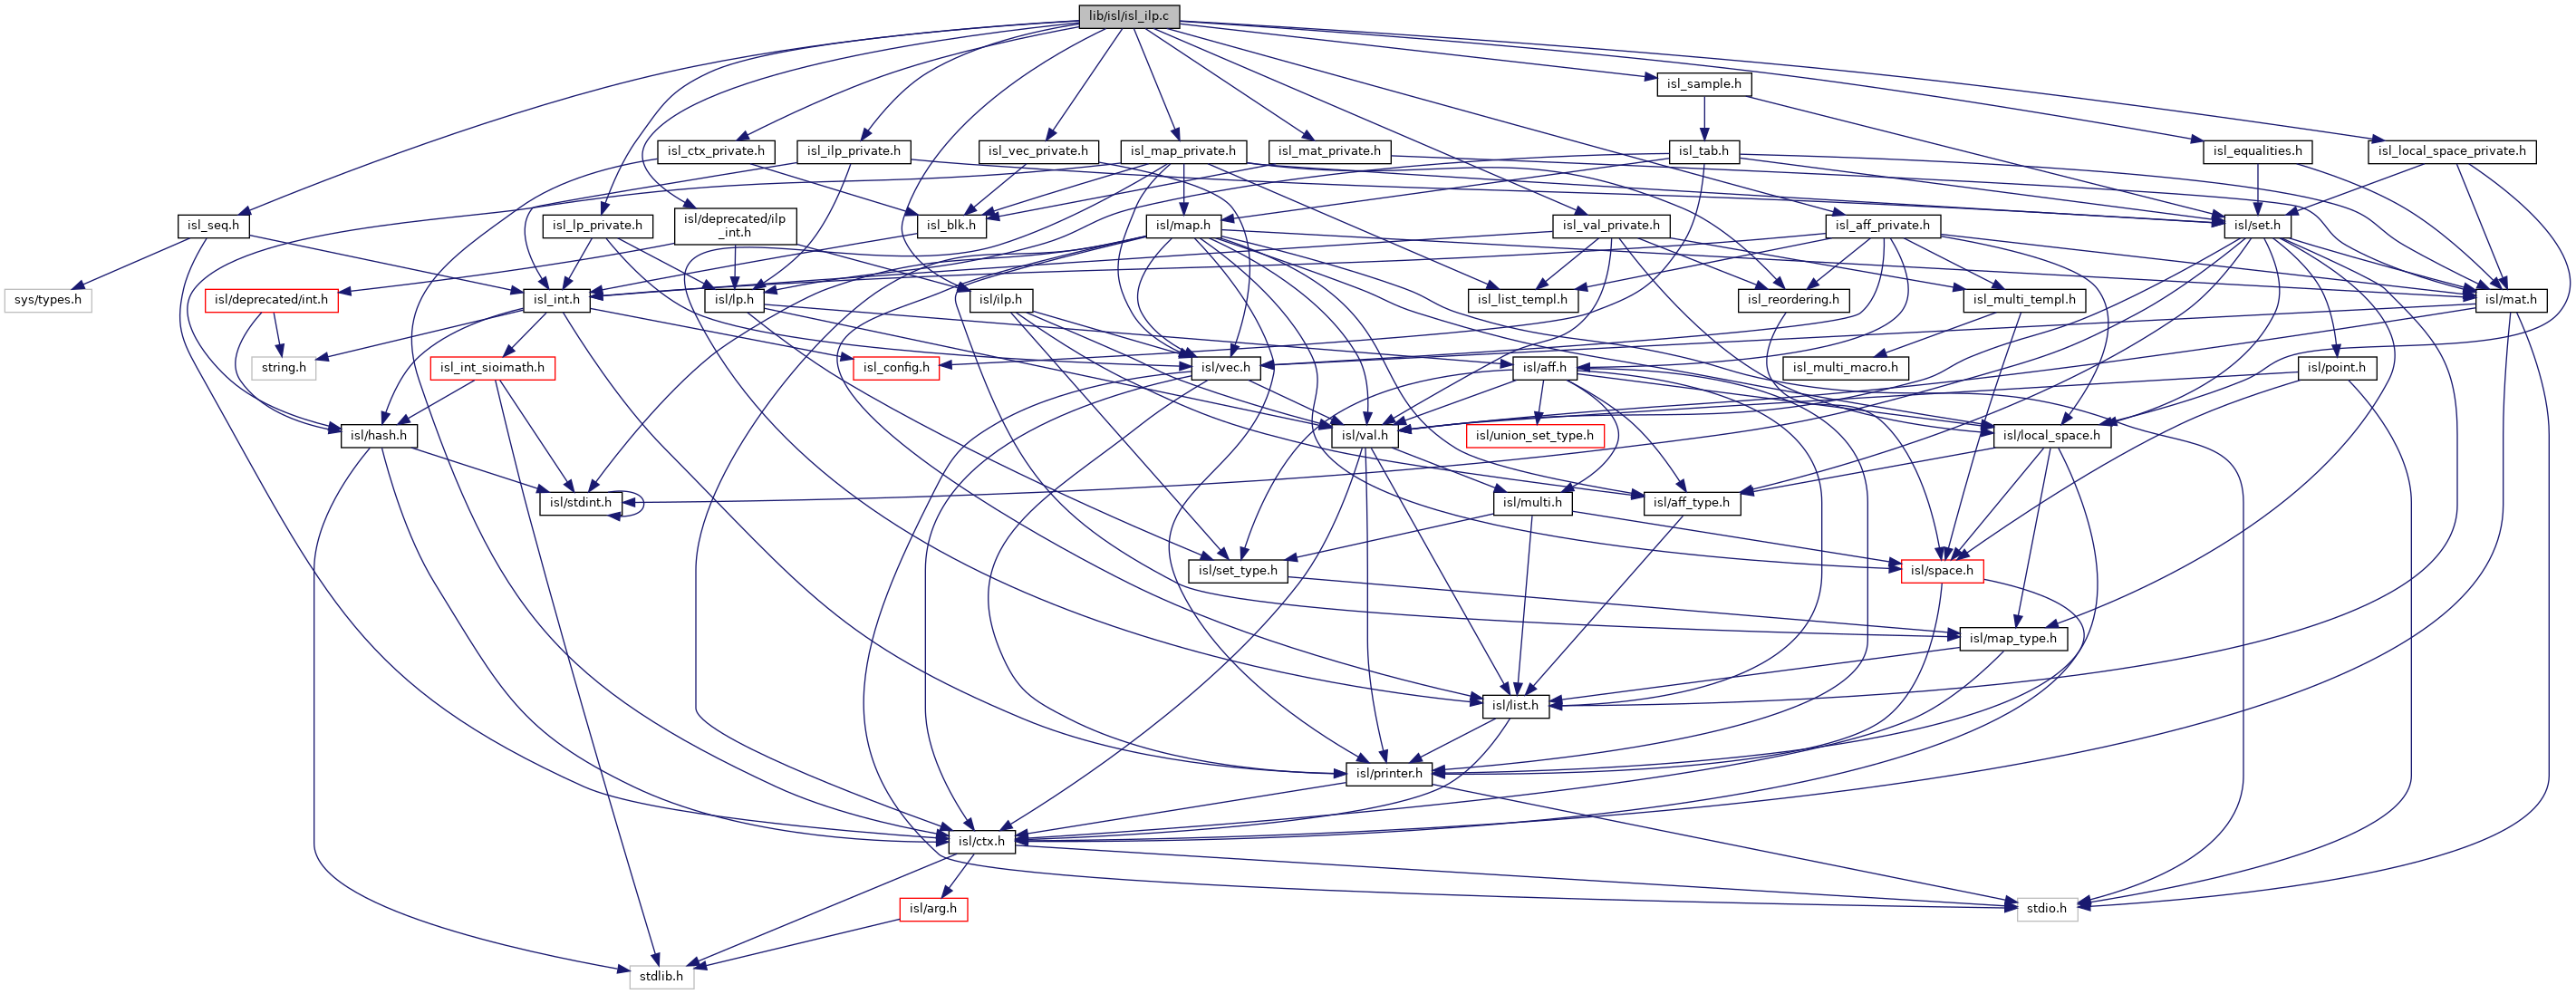 lib/isl/isl_ilp.c
isl_sample.h
isl_ctx_private.h
isl_ilp_private.h
isl_vec_private.h
isl_map_private.h
isl_mat_private.h
isl_tab.h
isl_equalities.h
isl_local_space_private.h
isl_seq.h
isl_lp_private.h
isl/deprecated/ilp
_int.h
isl_blk.h
isl/map.h
isl_val_private.h
isl_aff_private.h
isl/set.h
sys/types.h
isl/deprecated/int.h
isl_int.h
isl/lp.h
isl/ilp.h
isl_list_templ.h
isl_reordering.h
isl_multi_templ.h
isl/mat.h
string.h
isl_int_sioimath.h
isl_config.h
isl/vec.h
isl/aff.h
isl_multi_macro.h
isl/point.h
isl/hash.h
isl/val.h
isl/union_set_type.h
isl/local_space.h
isl/stdint.h
isl/multi.h
isl/aff_type.h
isl/set_type.h
isl/space.h
isl/map_type.h
isl/list.h
isl/printer.h
isl/ctx.h
isl/arg.h
stdio.h
stdlib.h